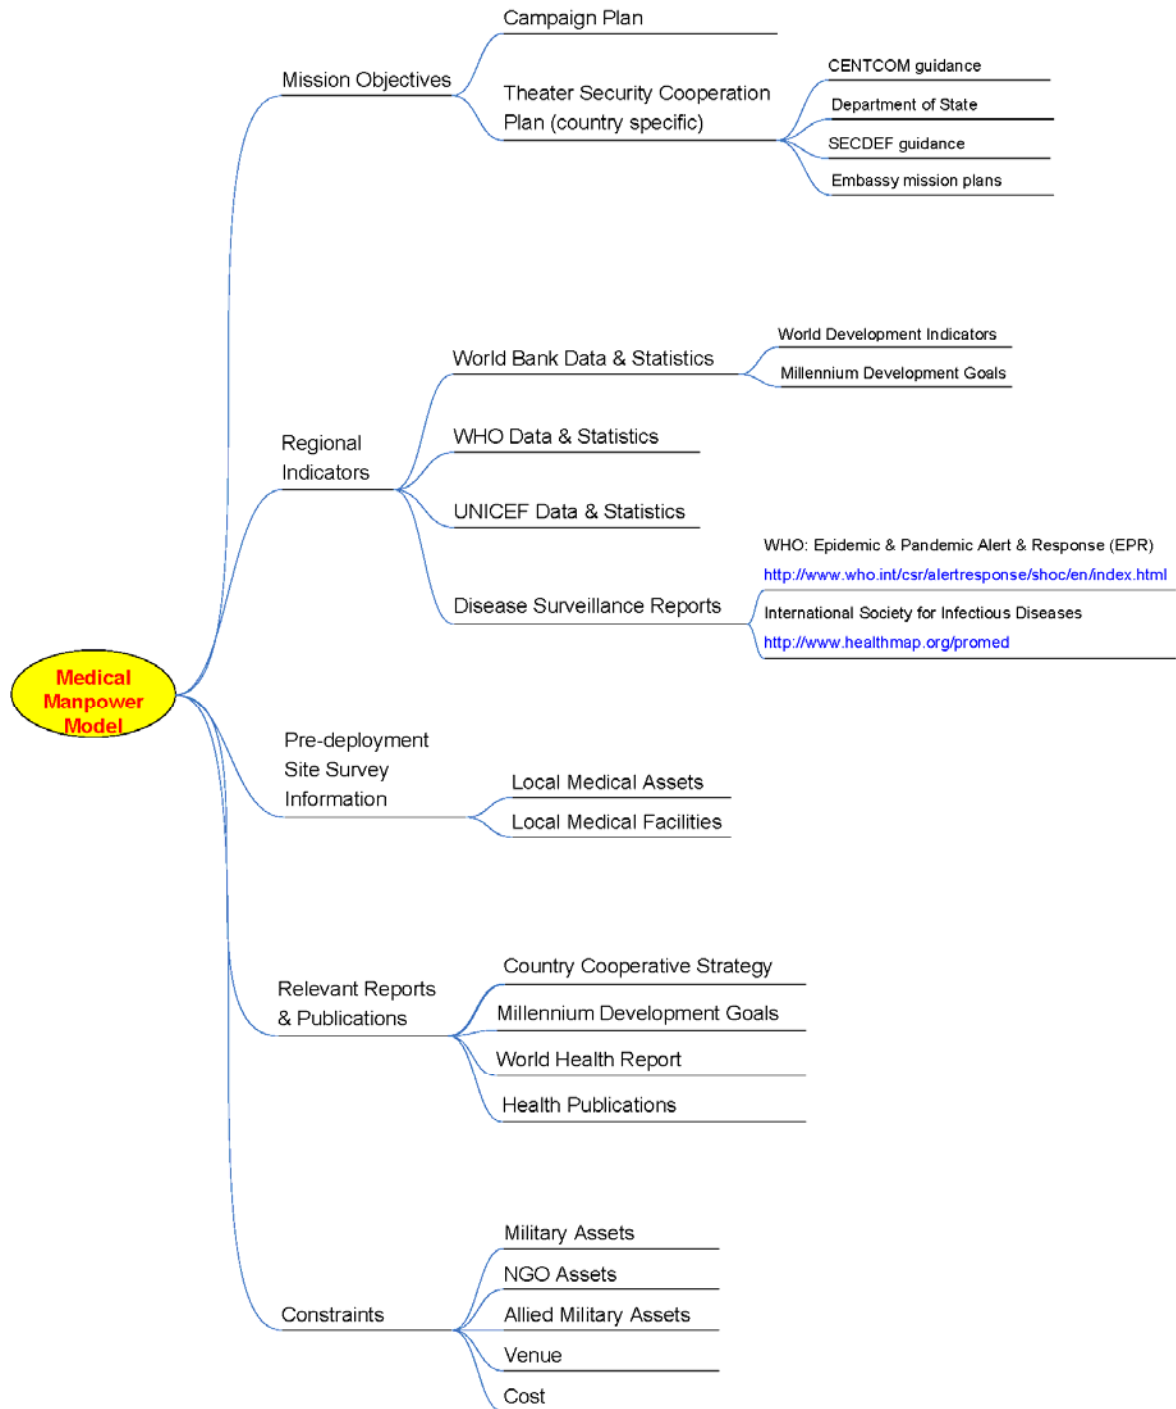 Campaign Plan
Mission Objectives
Theater Security Cooperation
Plan (country specific)
CENTCOM guidance
Department of State
SECDEF guidance
Embassy mission plans
Regional
Indicators
World Bank Data & Statistics
World Development Indicators
Millennium Development Goals
WHO Data & Statistics
UNICEF Data & Statistics
Disease Surveillance Reports
WHO: Epidemic & Pandemic Alert & Response (EPR)
http://www.who.int/csr/alertresponse/shoc/en/index.html
International Society for Infectious Diseases
http://www.healthmap.org/promed
Medical
Manpower
Model
Pre-deployment
Site Survey
Information
Local Medical Assets
Local Medical Facilities
Relevant Reports
& Publications
Country Cooperative Strategy
Millennium Development Goals
World Health Report
Health Publications
Constraints
Military Assets
NGO Assets
Allied Military Assets
Venue
Cost